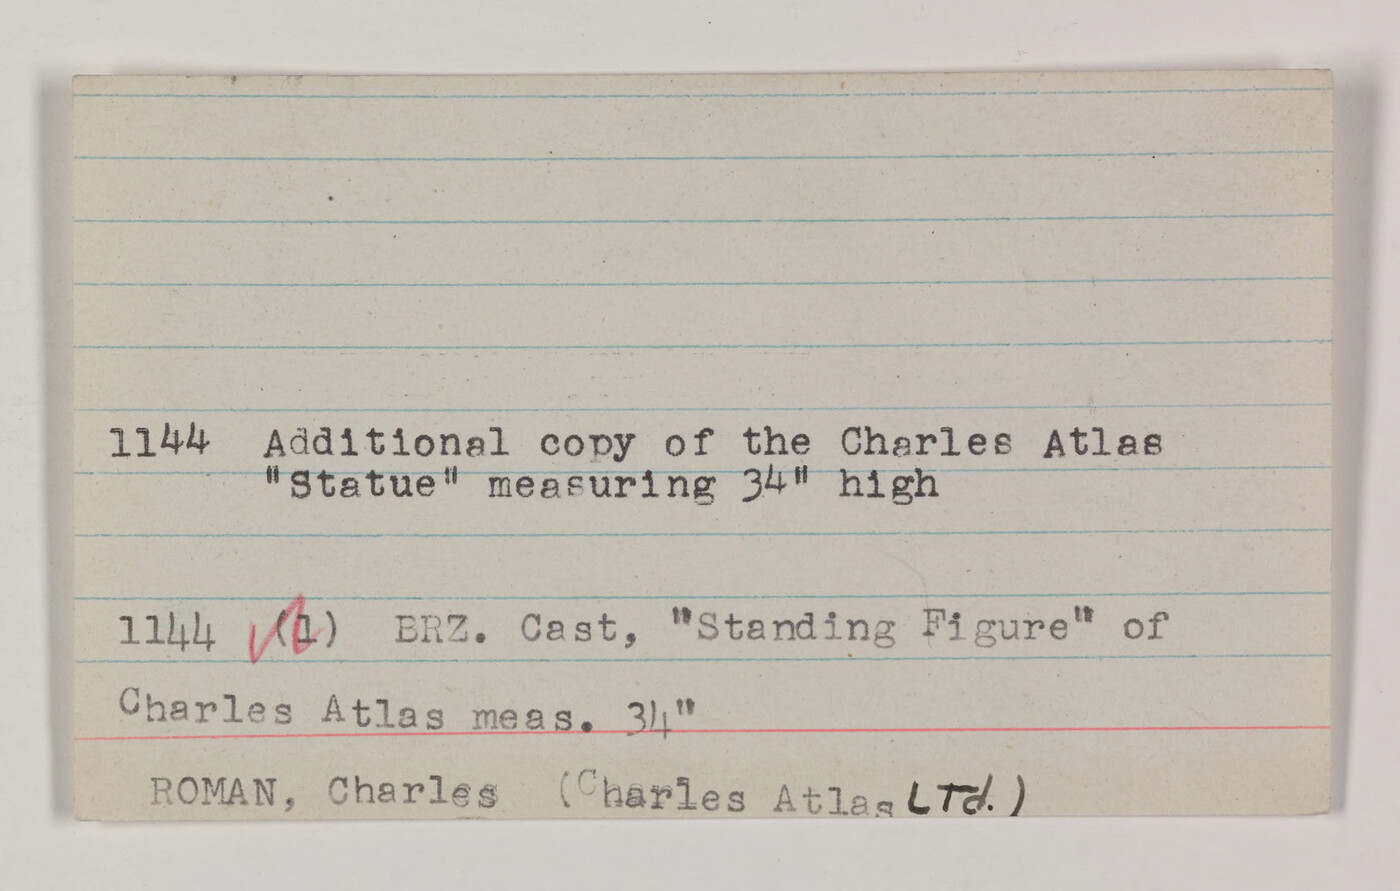 1144 Additional copy of the Charles Atlas
"Statue" measuring 34" high
1144 (1) BRZ. Cast, "Standing Figure" of
Charles Atlas meas. 34"
ROMAN, Charles (Charles Atlas LTd.)